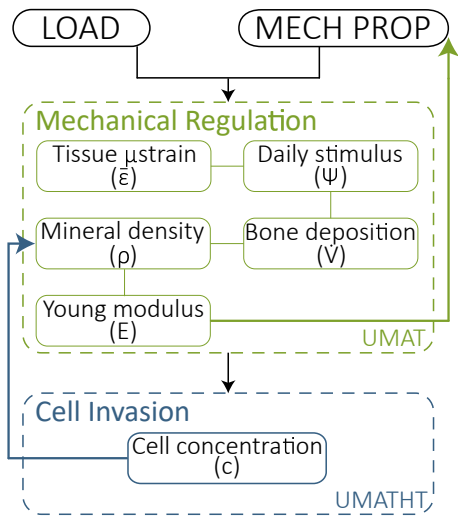 LOAD
MECH PROP
Mechanical Regulation
Tissue μstrain
(ε̄)
Daily stimulus
(Ψ)
Mineral density
(ρ)
Bone deposition
(V̇)
Young modulus
(E)
UMAT
Cell Invasion
Cell concentration
(c)
UMATHT